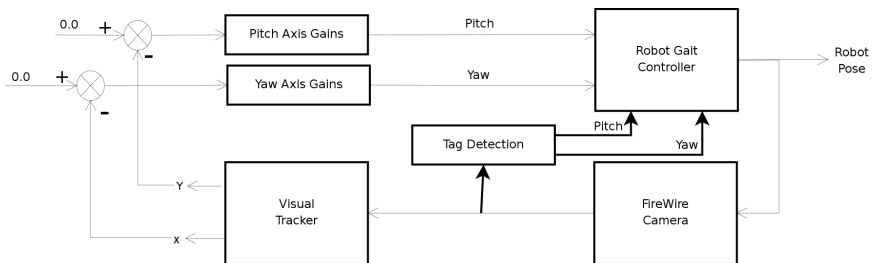 0.0
+
-
Pitch Axis Gains
Pitch
Robot Gait
Controller
Robot
Pose
0.0
+
-
Yaw Axis Gains
Yaw
Tag Detection
Pitch
Yaw
Y
x
Visual
Tracker
FireWire
Camera